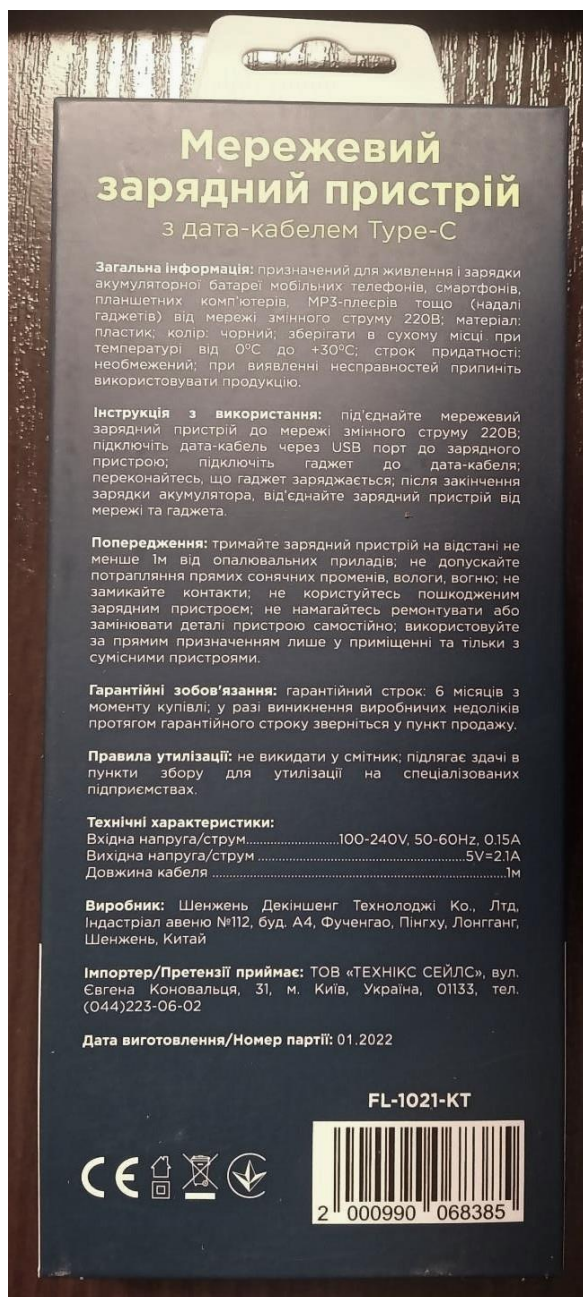 Мережевий
зарядний пристрій
з дата-кабелем Type-C
Загальна інформація: призначений для живлення і зарядки
акумуляторної батареї мобільних телефонів, смартфонів,
планшетних комп'ютерів, MP3-плеєрів тощо (надалі
гаджетів) від мережі змінного струму 220В; матеріал:
пластик; колір: чорний; зберігати в сухому місці при
температурі від 0°C до +30°C; строк придатності:
необмежений; при виявленні несправностей припиніть
використовувати продукцію.
Інструкція з використання: під'єднайте мережевий
зарядний пристрій до мережі змінного струму 220В;
підключіть дата-кабель через USB порт до зарядного
пристрою; підключіть гаджет до дата-кабеля;
переконайтесь, що гаджет заряджається; після закінчення
зарядки акумулятора, від'єднайте зарядний пристрій від
мережі та гаджета.
Попередження: тримайте зарядний пристрій на відстані не
менше 1м від опалювальних приладів; не допускайте
потрапляння прямих сонячних променів, вологи, вогню; не
замикайте контакти; не користуйтесь пошкодженим
зарядним пристроєм; не намагайтесь ремонтувати або
замінювати деталі пристрою самостійно; використовуйте
за прямим призначенням лише у приміщенні та тільки з
сумісними пристроями.
Гарантійні зобов'язання: гарантійний строк: 6 місяців з
моменту купівлі; у разі виникнення виробничих недоліків
протягом гарантійного строку зверніться у пункт продажу.
Правила утилізації: не викидати у смітник; підлягає здачі в
пункти збору для утилізації на спеціалізованих
підприємствах.
Технічні характеристики:
Вхідна напруга/струм........................100-240V, 50-60Hz, 0.15A
Вихідна напруга/струм......................................................5V=2.1A
Довжина кабеля..........................................................................1м
Виробник: Шенжень Декіншенг Технолоджі Ко., Лтд,
Індастріал авеню №112, буд. А4, Фученгао, Пінгху, Лонгганг,
Шенжень, Китай
Імпортер/Претензії приймає: ТОВ «ТЕХНІКС СЕЙЛС», вул.
Євгена Коновальця, 31, м. Київ, Україна, 01133, тел.
(044)223-06-02
Дата виготовлення/Номер партії: 01.2022
FL-1021-KT
CE
2 000990 068385